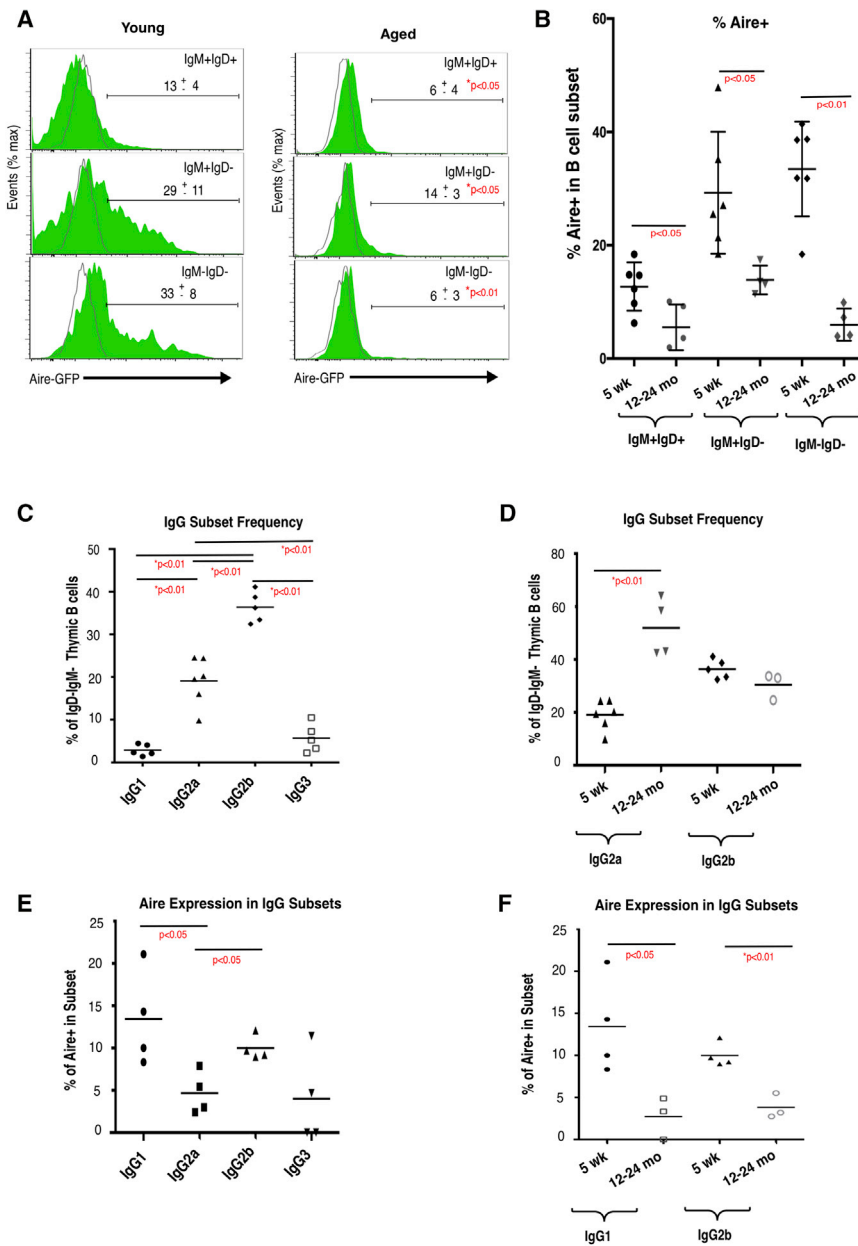 A
Young
Aged
IgM+IgD+
13 ± 4
IgM+IgD-
29 ± 11
IgM-IgD-
33 ± 8
Events (% max)
Aire-GFP
IgM+IgD+
6 ± 4 *p<0.05
IgM+IgD-
14 ± 3 *p<0.05
IgM-IgD-
6 ± 3 *p<0.01
Events (% max)
Aire-GFP
B
% Aire+
% Aire+ in B cell subset
60
40
20
0
p<0.05
p<0.05
p<0.01
5 wk
12-24 mo
5 wk
12-24 mo
5 wk
12-24 mo
IgM+IgD+
IgM+IgD-
IgM-IgD-
C
IgG Subset Frequency
% of IgD-IgM- Thymic B cells
50
40
30
20
10
0
*p<0.01
*p<0.01
*p<0.01
*p<0.01
*p<0.01
IgG1
IgG2a
IgG2b
IgG3
D
IgG Subset Frequency
% of IgD-IgM- Thymic B cells
80
60
40
20
0
*p<0.01
5 wk
12-24 mo
5 wk
12-24 mo
IgG2a
IgG2b
E
Aire Expression in IgG Subsets
% of Aire+ in Subset
25
20
15
10
5
0
p<0.05
p<0.05
IgG1
IgG2a
IgG2b
IgG3
F
Aire Expression in IgG Subsets
% of Aire+ in Subset
25
20
15
10
5
0
p<0.05
*p<0.01
5 wk
12-24 mo
5 wk
12-24 mo
IgG1
IgG2b